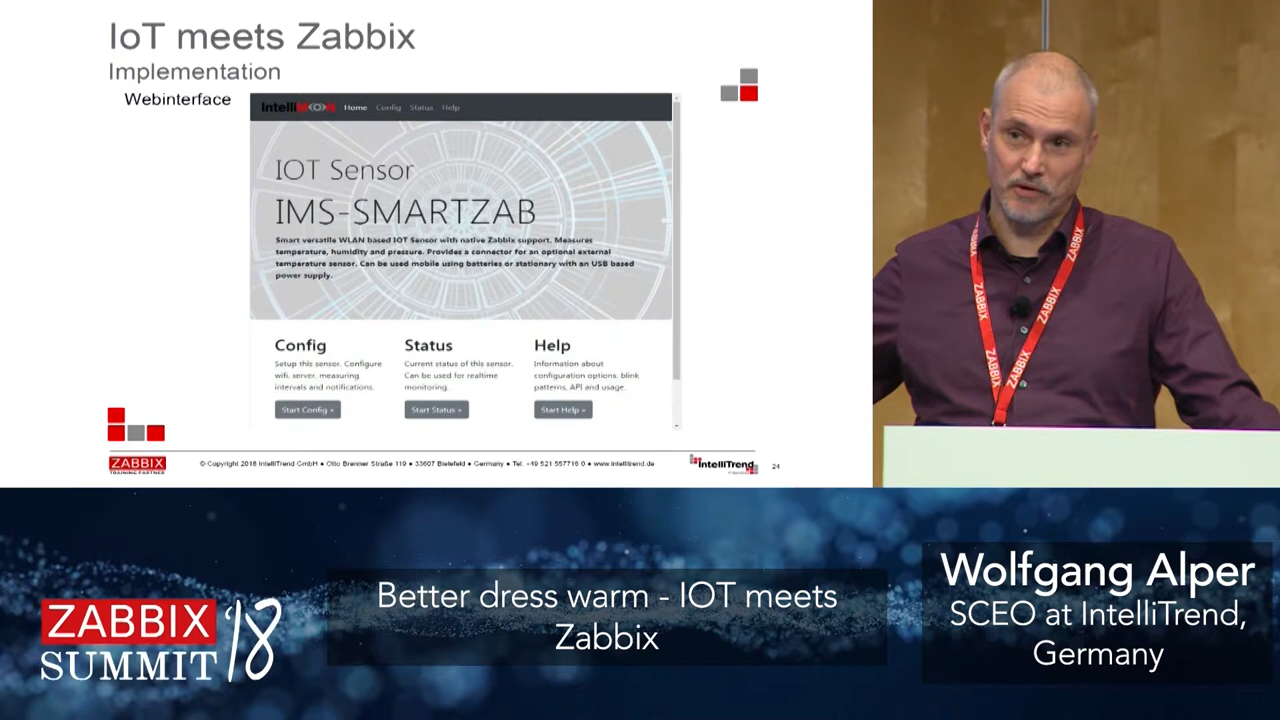 IoT meets Zabbix
Implementation
Webinterface
Home Config Status Help
IOT Sensor
IMS-SMARTZAB
Smart versatile WLAN based IOT Sensor with native Zabbix support. Measures
temperature, humidity and pressure. Provides a connector for an optional external
temperature sensor. Can be used mobile using batteries or stationary with an USB based
power supply.
Config
Setup this sensor. Configure
wifi, server, measuring
intervals and notifications.
Start Config »
Status
Current status of this sensor.
Can be used for realtime
monitoring.
Start Status »
Help
Information about
configuration options, blink
patterns, API and usage.
Start Help »
ZABBIX
TRAINING PARTNER
© Copyright 2018 IntelliTrend GmbH • Otto Brenner Straße 119 • 33607 Bielefeld • Germany • Tel. +49 521 557716 0 • www.intellitrend.de
IntelliTrend
24
ZABBIX
ZABBIX
ZABBIX
ZABBIX
ZABBIX
ZABBIX '18
SUMMIT
Better dress warm - IOT meets
Zabbix
Wolfgang Alper
SCEO at IntelliTrend,
Germany